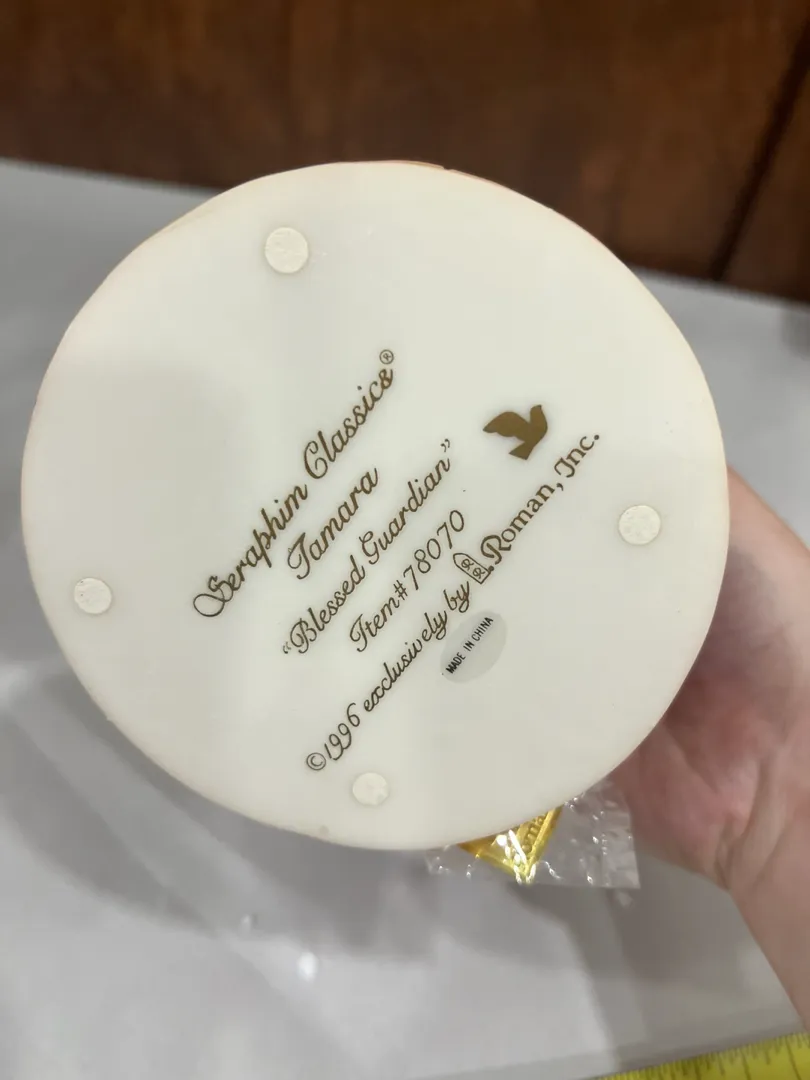 Seraphim Classics®
Tamara
"Blessed Guardian"
Item# 78070
©1996 exclusively by Roman, Inc.
MADE IN CHINA